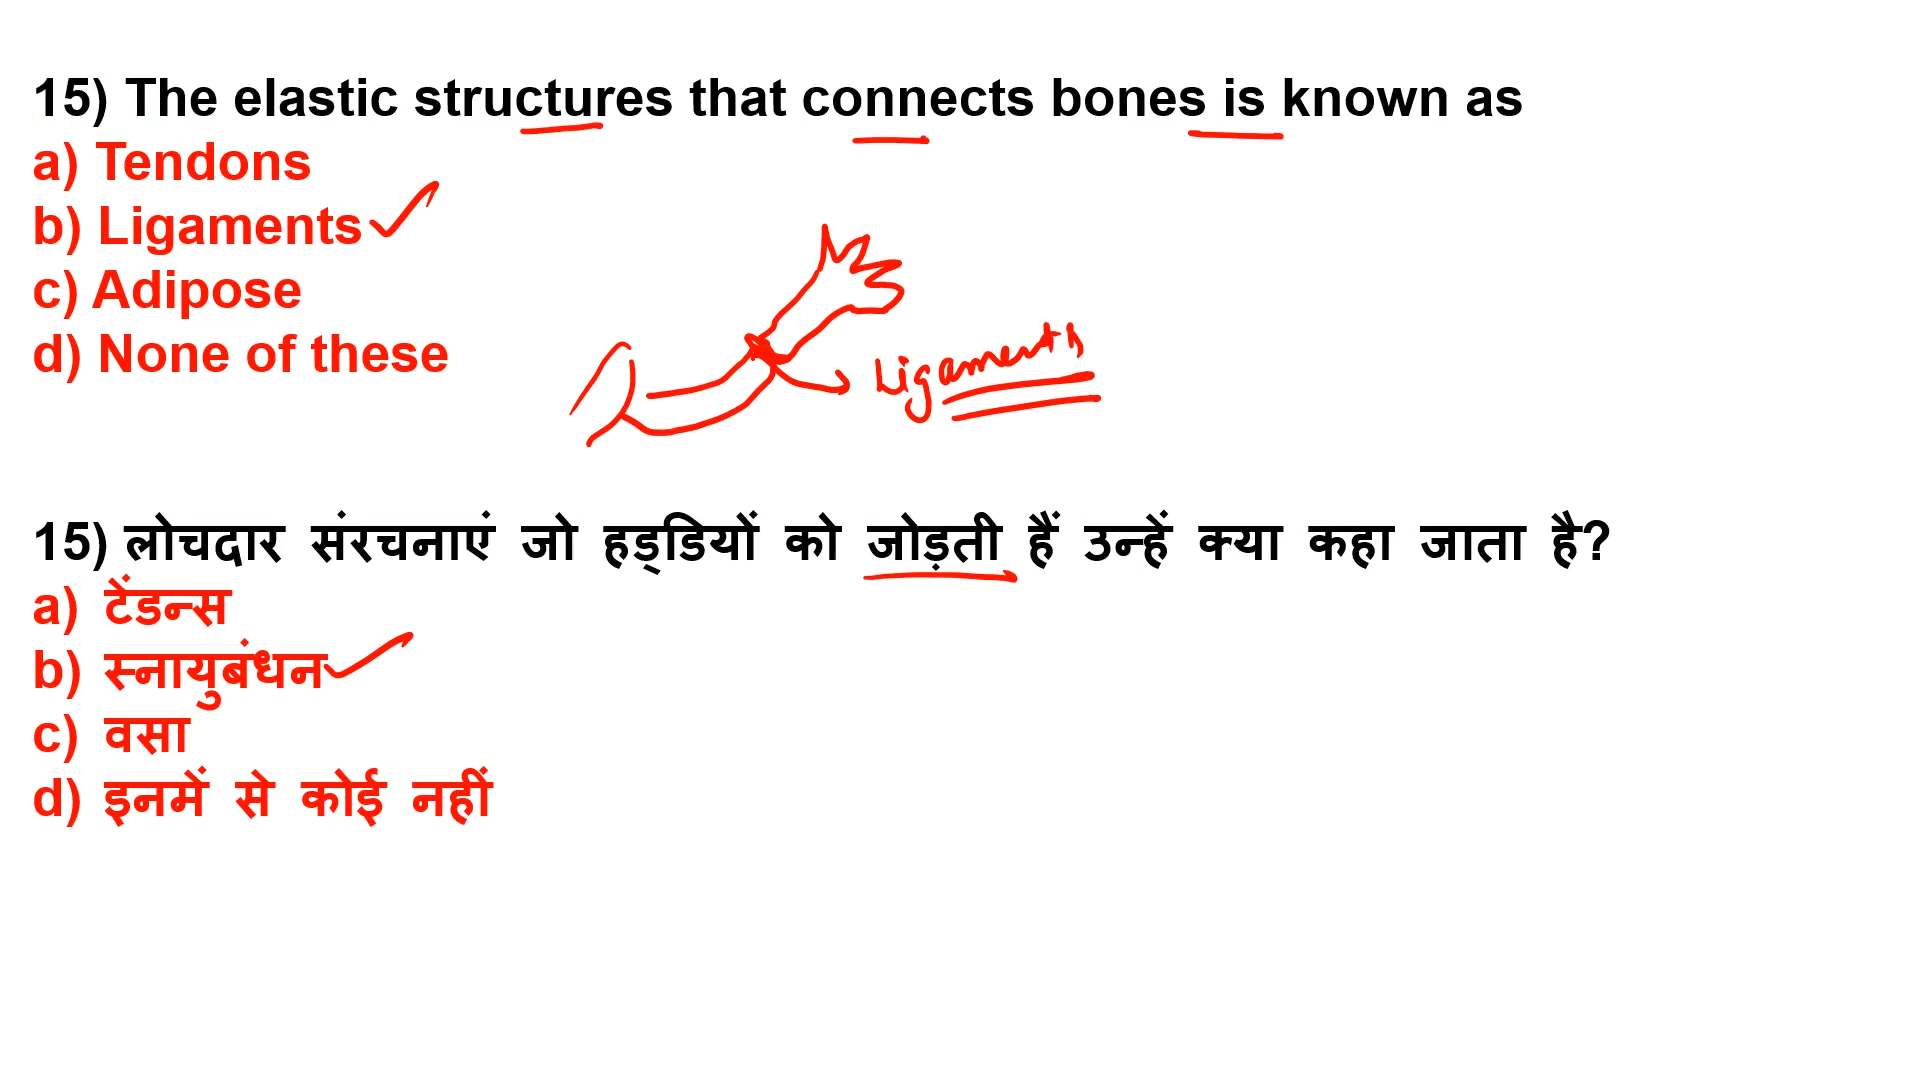 15) The elastic structures that connects bones is known as
a) Tendons
b) Ligaments
c) Adipose
d) None of these
Ligaments
15) लोचदार संरचनाएं जो हड्डियों को जोड़ती हैं उन्हें क्या कहा जाता है?
a) टेंडन्स
b) स्नायुबंधन
c) वसा
d) इनमें से कोई नहीं